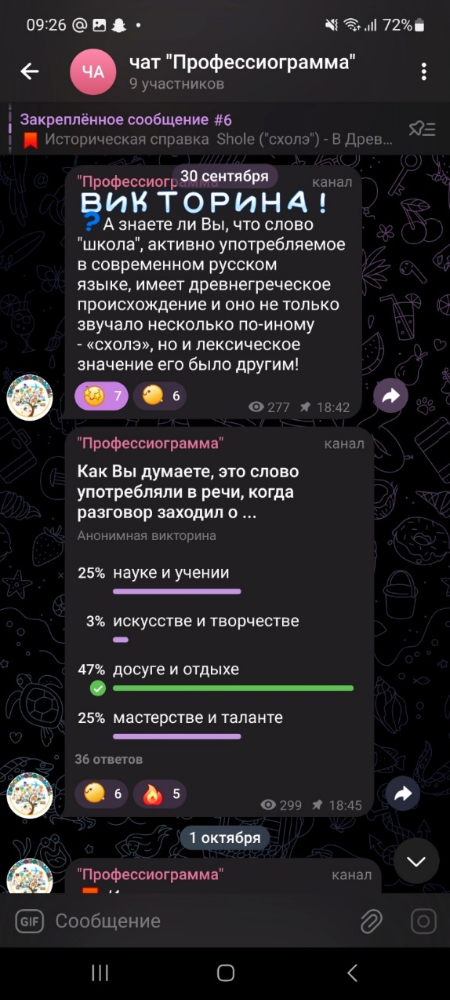 09:26
72%
ЧА
чат "Профессиограмма"
9 участников
Закреплённое сообщение #6
Историческая справка Shole ("схолэ") - В Древ...
30 сентября
"Профессиограмма"
канал
ВИКТОРИНА!
А знаете ли Вы, что слово
"школа", активно употребляемое
в современном русском
языке, имеет древнегреческое
происхождение и оно не только
звучало несколько по-иному
- «схолэ», но и лексическое
значение его было другим!
7
6
277
18:42
"Профессиограмма"
канал
Как Вы думаете, это слово
употребляли в речи, когда
разговор заходил о ...
Анонимная викторина
25% науке и учении
3% искусстве и творчестве
47% досуге и отдыхе
25% мастерстве и таланте
36 ответов
6
5
299
18:45
1 октября
"Профессиограмма"
канал
GIF
Сообщение